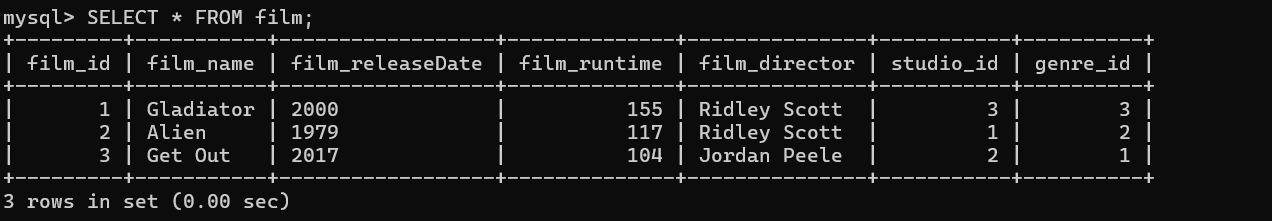 mysql> SELECT * FROM film;
+---------+-----------+------------------+--------------+---------------+-----------+----------+
| film_id | film_name | film_releaseDate | film_runtime | film_director | studio_id | genre_id |
+---------+-----------+------------------+--------------+---------------+-----------+----------+
|       1 | Gladiator | 2000             |          155 | Ridley Scott  |         3 |        3 |
|       2 | Alien     | 1979             |          117 | Ridley Scott  |         1 |        2 |
|       3 | Get Out   | 2017             |          104 | Jordan Peele  |         2 |        1 |
+---------+-----------+------------------+--------------+---------------+-----------+----------+
3 rows in set (0.00 sec)